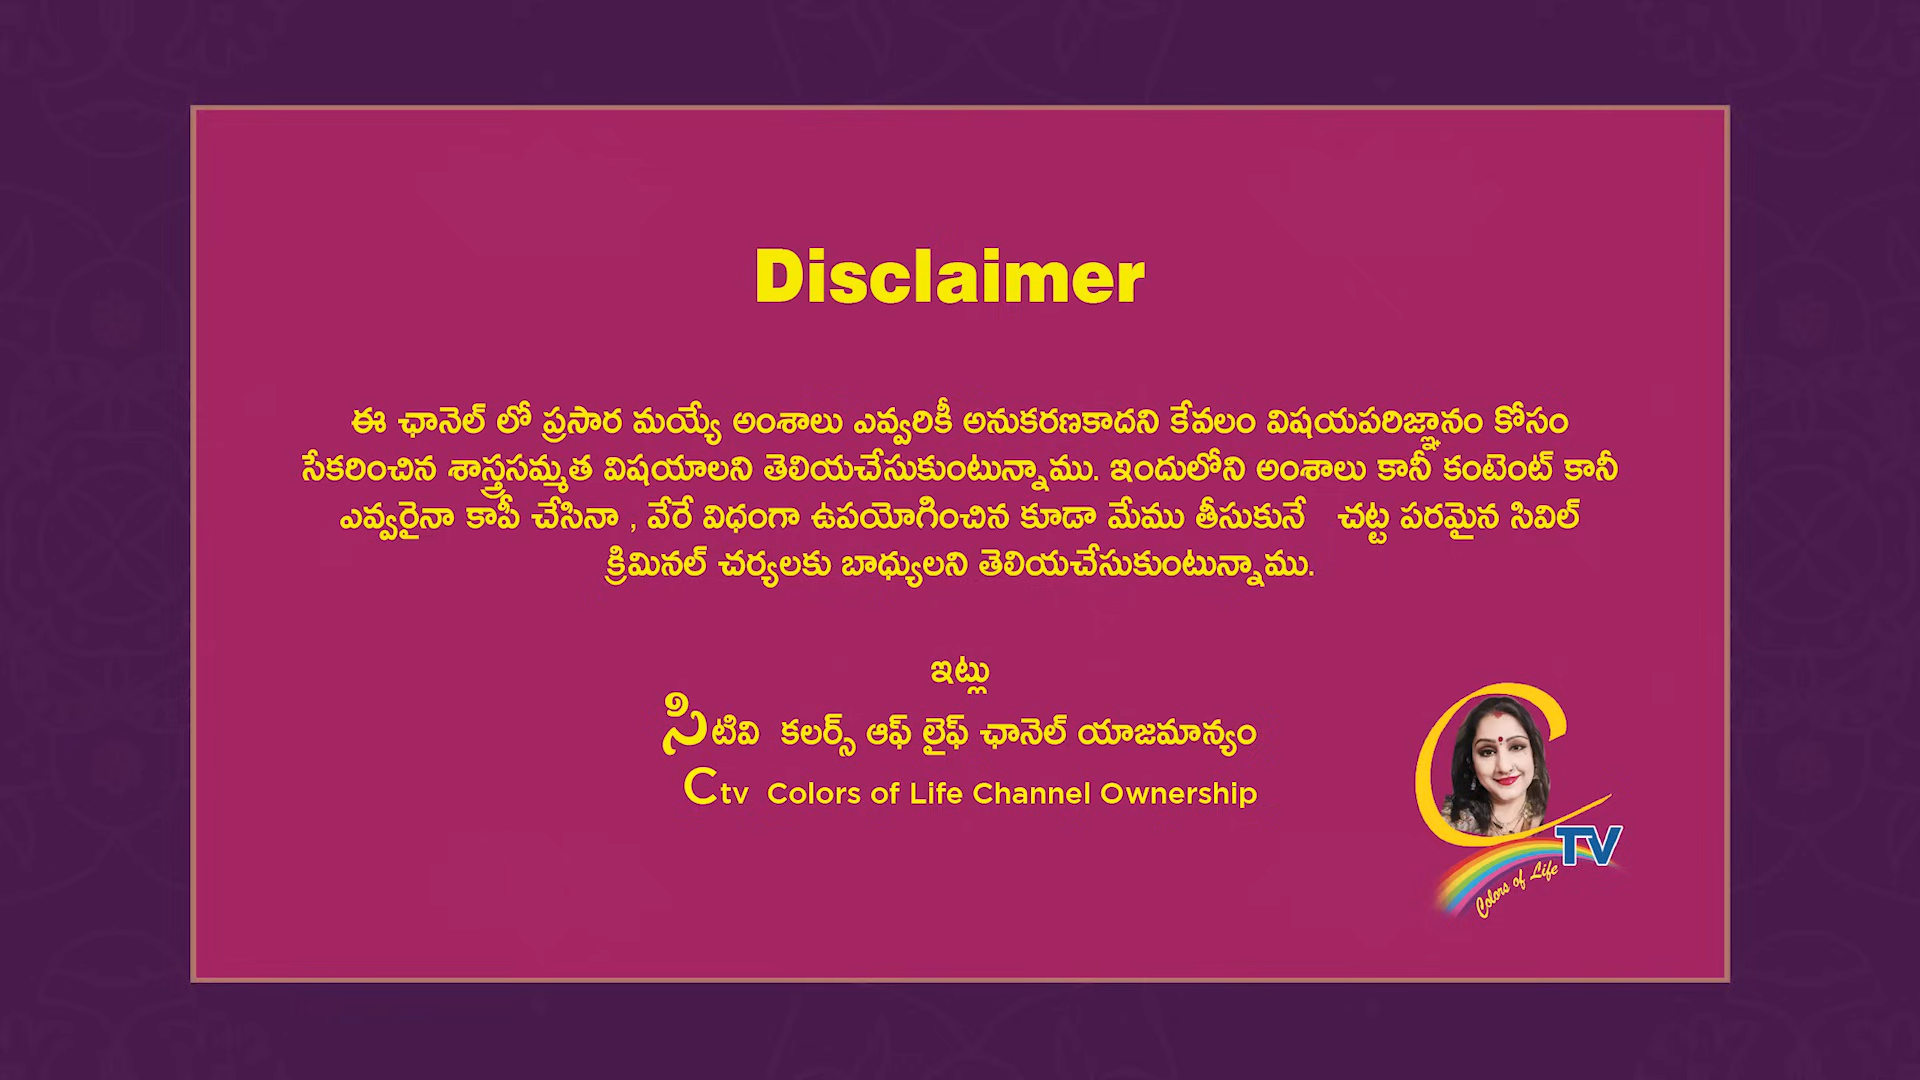 Disclaimer
ఈ ఛానెల్ లో ప్రసార మయ్యే అంశాలు ఎవ్వరికీ అనుకరణకాదని కేవలం విషయపరిజ్ఞానం కోసం
సేకరించిన శాస్త్రసమ్మత విషయాలని తెలియచేసుకుంటున్నాము. ఇందులోని అంశాలు కానీ కంటెంట్ కానీ
ఎవ్వరైనా కాపీ చేసినా , వేరే విధంగా ఉపయోగించిన కూడా మేము తీసుకునే చట్ట పరమైన సివిల్
క్రిమినల్ చర్యలకు బాధ్యులని తెలియచేసుకుంటున్నాము.
ఇట్లు
సిటివి కలర్స్ ఆఫ్ లైఫ్ ఛానెల్ యాజమాన్యం
Ctv Colors of Life Channel Ownership
C TV
Colors of Life